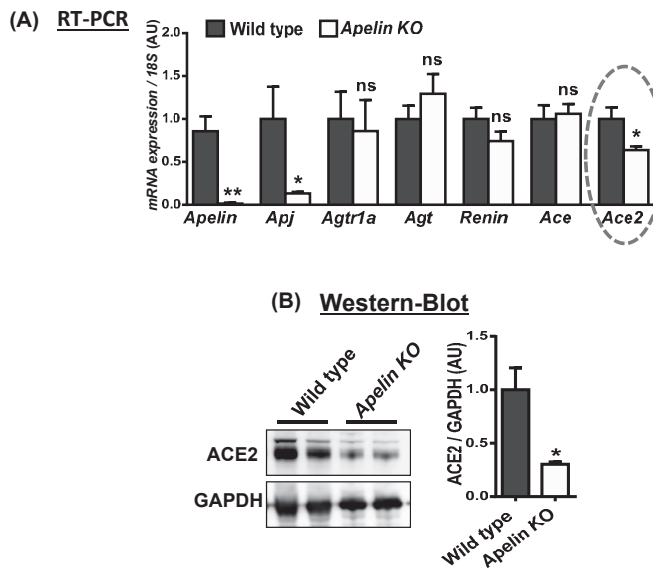 (A) RT-PCR
Wild type Apelin KO
mRNA expression / 18S (AU)
1.5
1.0
0.5
0.0
** * ns ns ns ns *
Apelin Apj Agtr1a Agt Renin Ace Ace2
(B) Western-Blot
Wild type Apelin KO
ACE2
GAPDH
ACE2 / GAPDH (AU)
1.5
1.0
0.5
0.0
*
Wild type Apelin KO